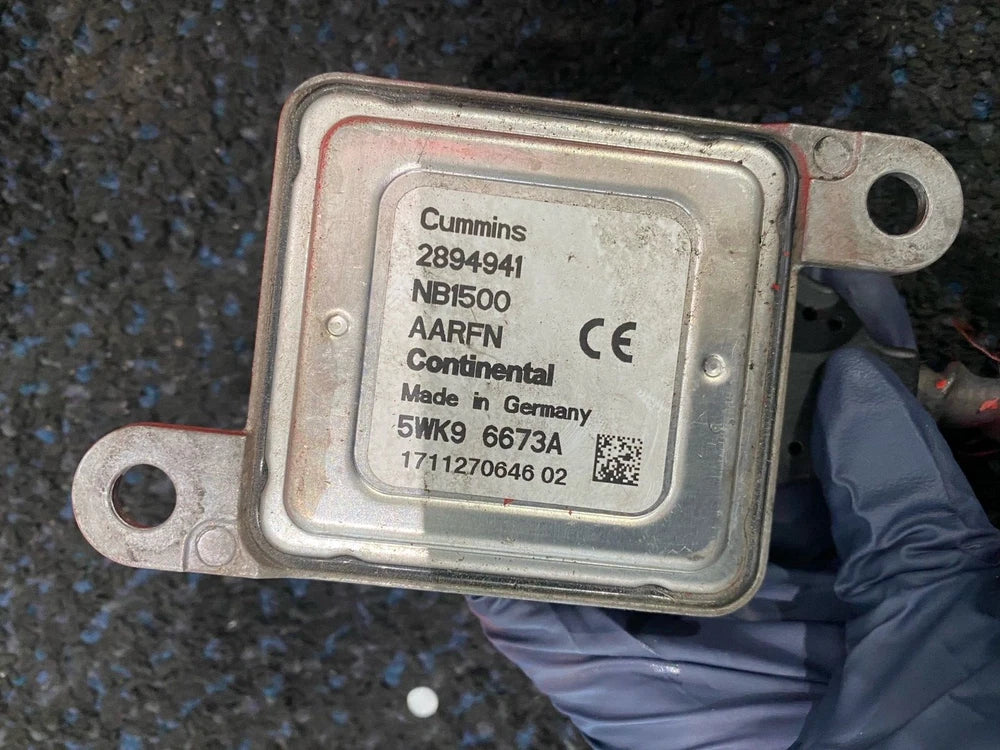 Cummins
2894941
NB1500
AARFN
CE
Continental
Made in Germany
5WK9 6673A
1711270646 02